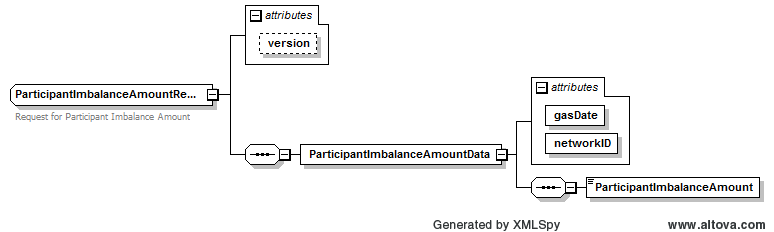 attributes
version
ParticipantImbalanceAmountRe...
Request for Participant Imbalance Amount
attributes
gasDate
networkID
ParticipantImbalanceAmountData
ParticipantImbalanceAmount
Generated by XMLSpy
www.altova.com